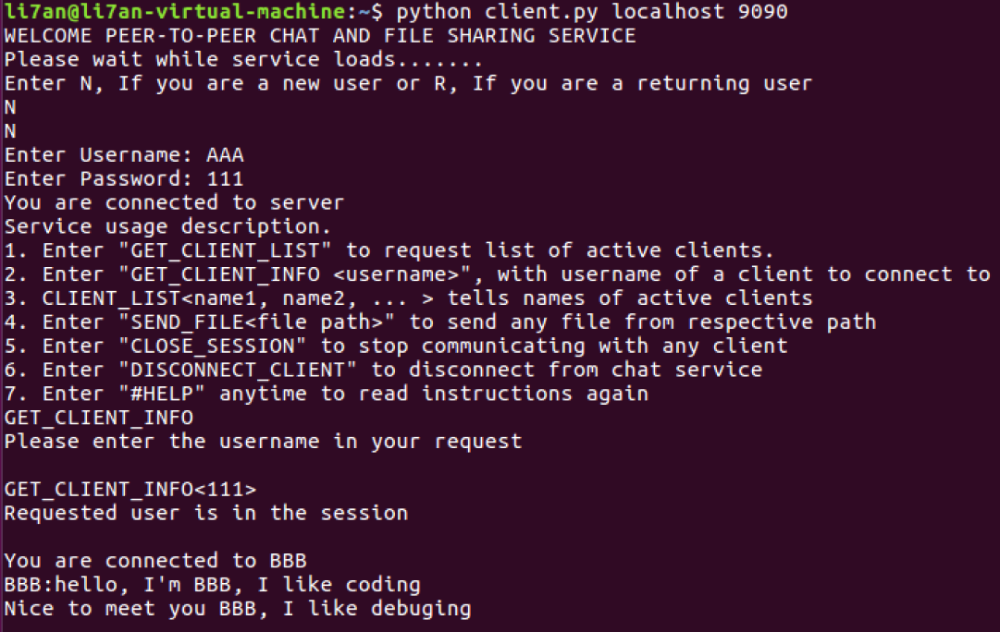 li7an@li7an-virtual-machine:~$ python client.py localhost 9090
WELCOME PEER-TO-PEER CHAT AND FILE SHARING SERVICE
Please wait while service loads.......
Enter N, If you are a new user or R, If you are a returning user
N
N
Enter Username: AAA
Enter Password: 111
You are connected to server
Service usage description.
1. Enter "GET_CLIENT_LIST" to request list of active clients.
2. Enter "GET_CLIENT_INFO <username>", with username of a client to connect to
3. CLIENT_LIST<name1, name2, ... > tells names of active clients
4. Enter "SEND_FILE<file path>" to send any file from respective path
5. Enter "CLOSE_SESSION" to stop communicating with any client
6. Enter "DISCONNECT_CLIENT" to disconnect from chat service
7. Enter "#HELP" anytime to read instructions again
GET_CLIENT_INFO
Please enter the username in your request
GET_CLIENT_INFO<111>
Requested user is in the session
You are connected to BBB
BBB:hello, I'm BBB, I like coding
Nice to meet you BBB, I like debuging